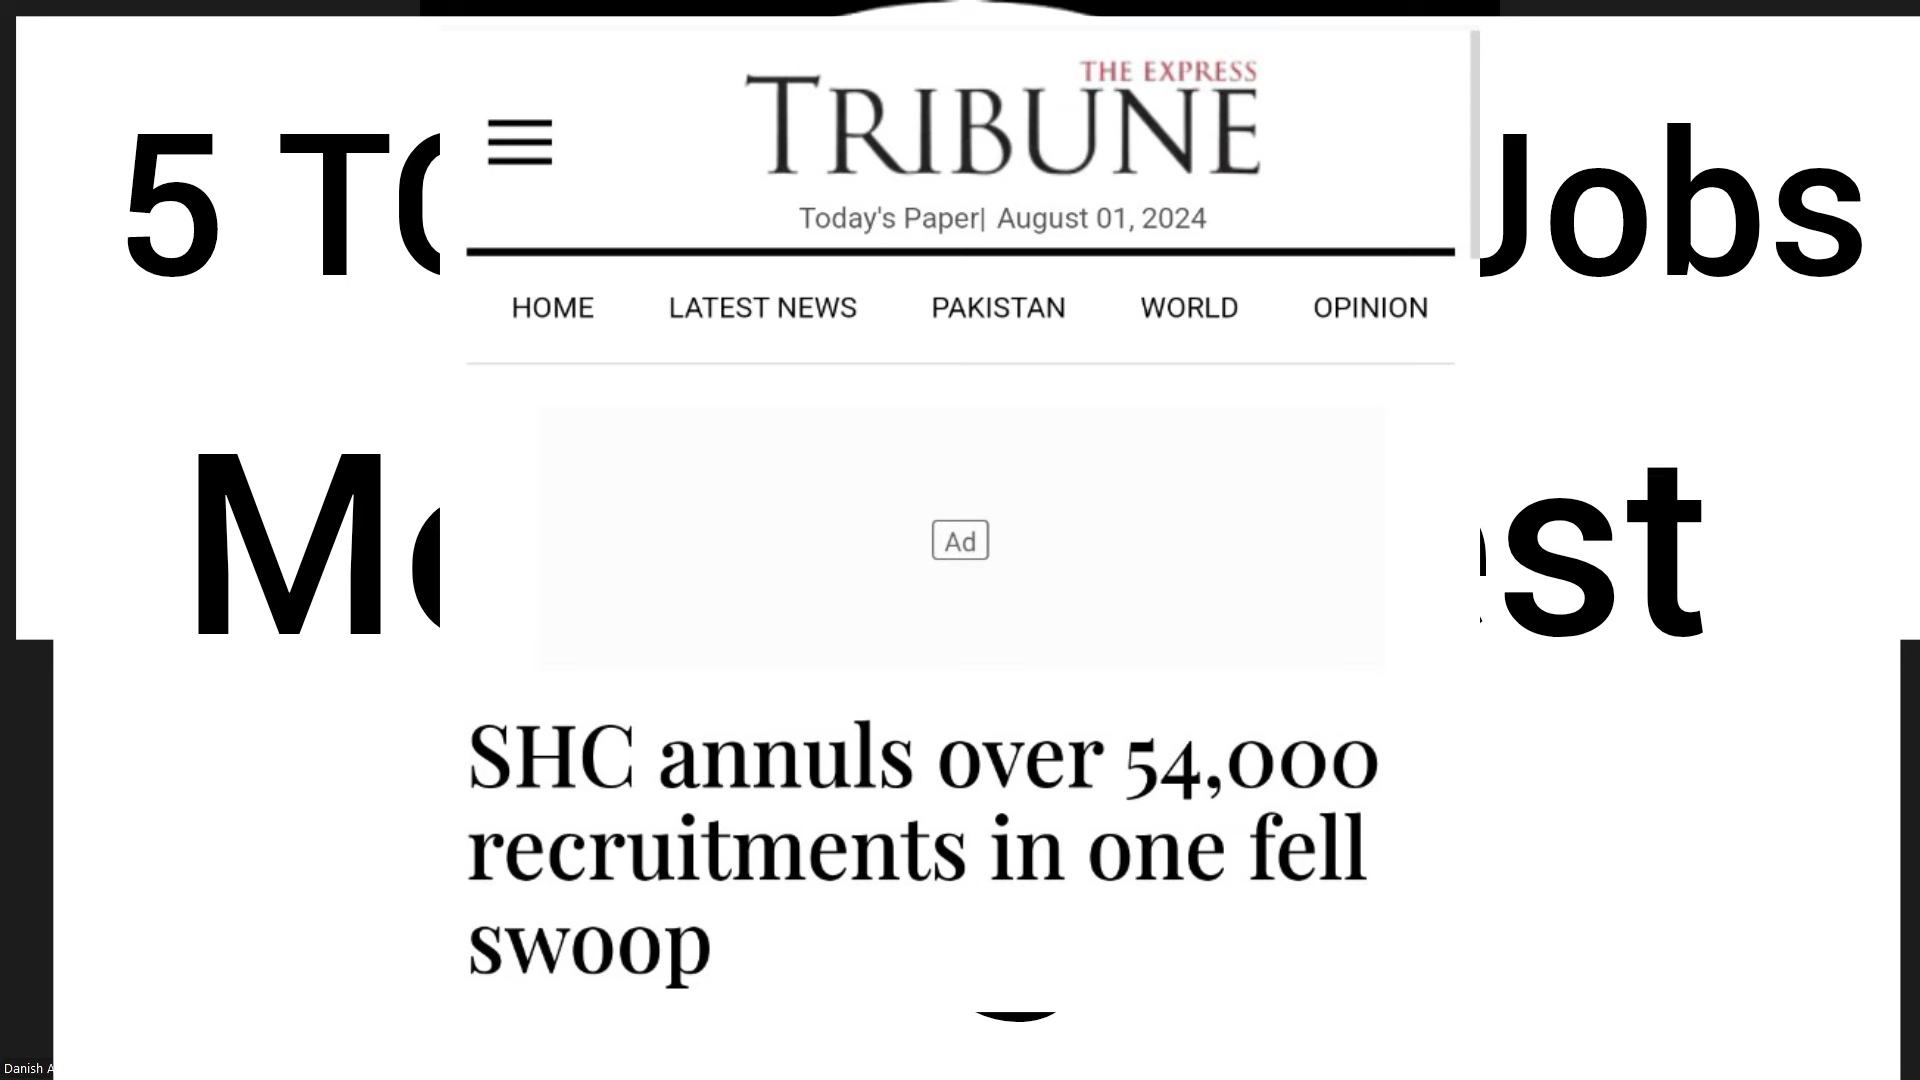 THE EXPRESS
TRIBUNE
Today's Paper| August 01, 2024
5 Jobs
HOME LATEST NEWS PAKISTAN WORLD OPINION
Ad
SHC annuls over 54,000
recruitments in one fell
swoop
Danish